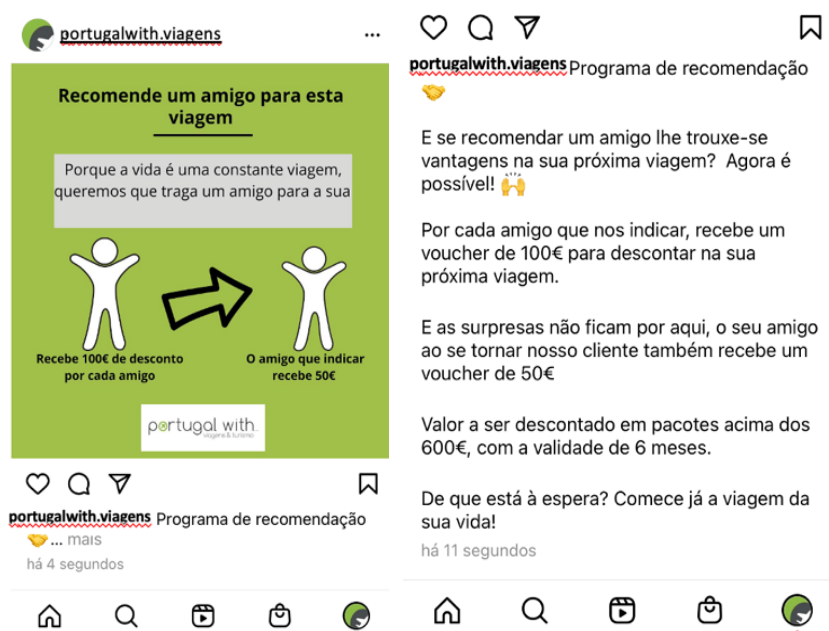 portugalwith.viagens
Recomende um amigo para esta
viagem
Porque a vida é uma constante viagem,
queremos que traga um amigo para a sua
Recebe 100€ de desconto
por cada amigo
O amigo que indicar
recebe 50€
portugal with..
viagens & turismo
portugalwith.viagens Programa de recomendação
🤝 ... mais
há 4 segundos
portugalwith.viagens Programa de recomendação
🤝
E se recomendar um amigo lhe trouxe-se
vantagens na sua próxima viagem? Agora é
possível! 🙌
Por cada amigo que nos indicar, recebe um
voucher de 100€ para descontar na sua
próxima viagem.
E as surpresas não ficam por aqui, o seu amigo
ao se tornar nosso cliente também recebe um
voucher de 50€
Valor a ser descontado em pacotes acima dos
600€, com a validade de 6 meses.
De que está à espera? Comece já a viagem da
sua vida!
há 11 segundos